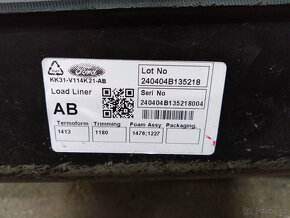 Ford
KK31-V114K21-AB
Lot No
240404B135218
Load Liner
Seri No
240404B135218004
AB
Termoform Trimming Foam Assy Packaging
1413 1180 1476;1227